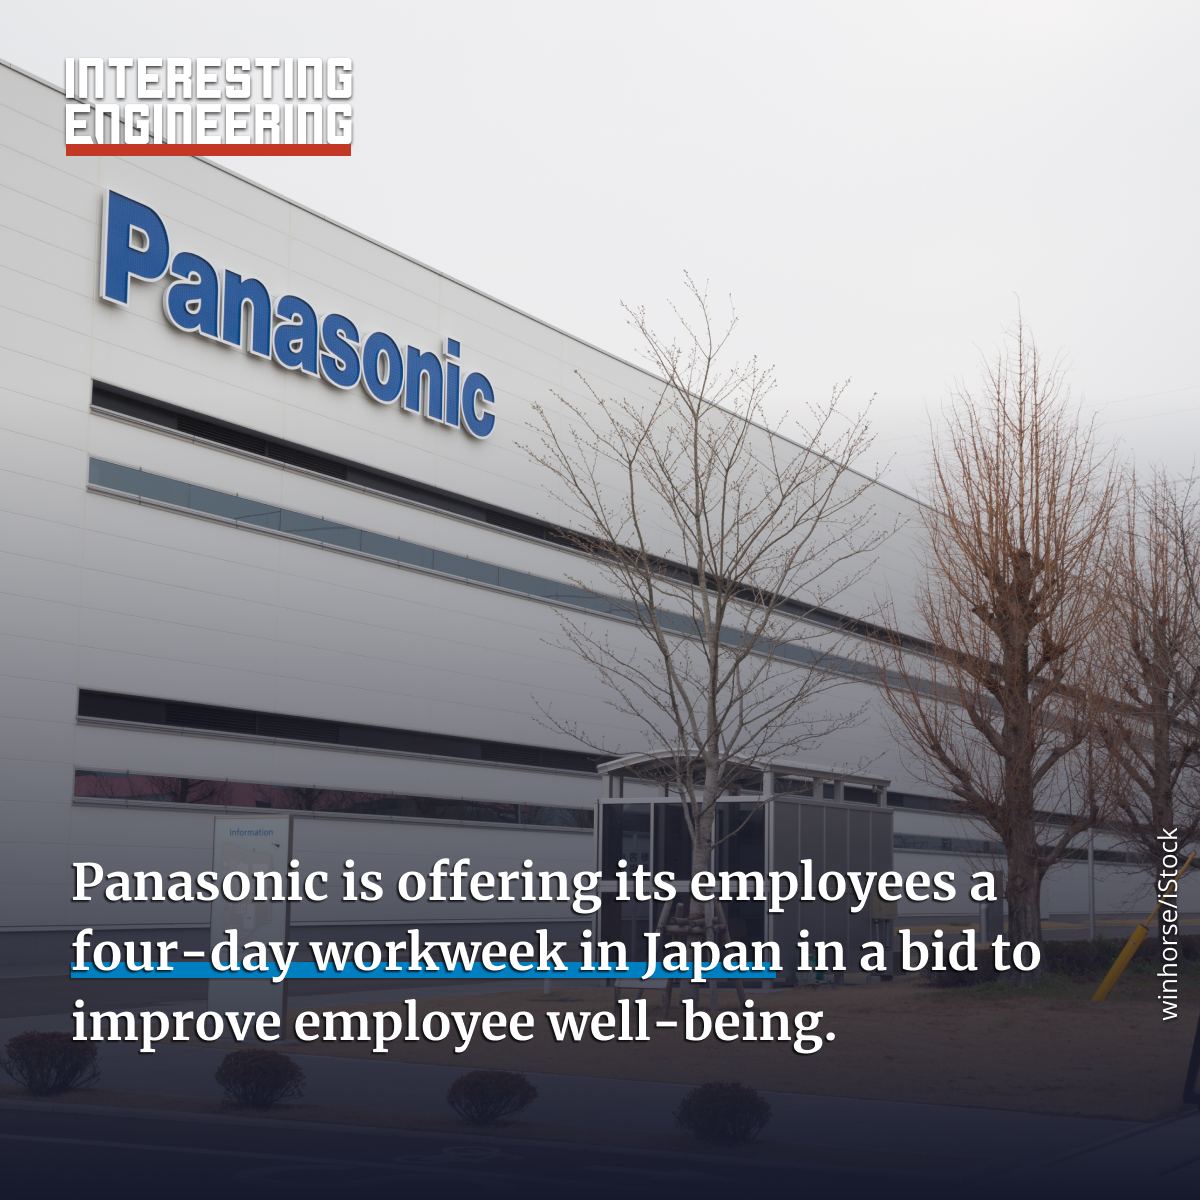 INTERESTING
ENGINEERING
Panasonic
Information
Panasonic is offering its employees a
four-day workweek in Japan in a bid to
improve employee well-being.
winhorse/iStock